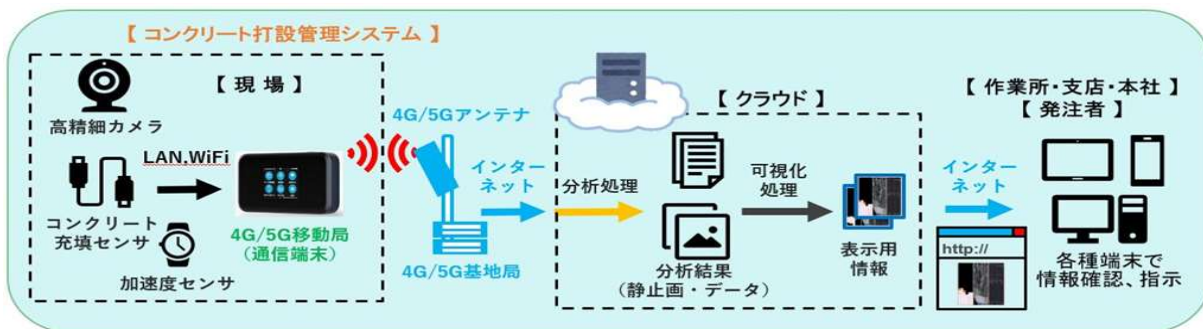 【 コンクリート打設管理システム 】
【 現 場 】
高精細カメラ
LAN,WiFi
コンクリート
充填センサ
加速度センサ
4G/5G移動局
(通信端末)
4G/5Gアンテナ
4G/5G基地局
インター
ネット
【 クラウド 】
分析処理
分析結果
(静止画・データ)
可視化
処理
表示用
情報
インター
ネット
http://
【 作業所・支店・本社 】
【 発注者 】
各種端末で
情報確認、指示